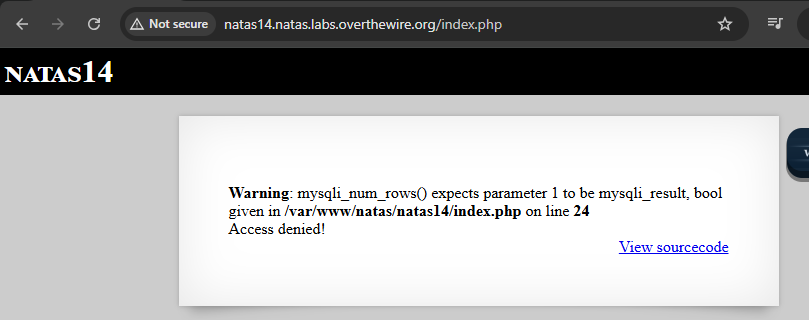 Not secure natas14.natas.labs.overthewire.org/index.php
NATAS14
Warning: mysqli_num_rows() expects parameter 1 to be mysqli_result, bool
given in /var/www/natas/natas14/index.php on line 24
Access denied!
View sourcecode